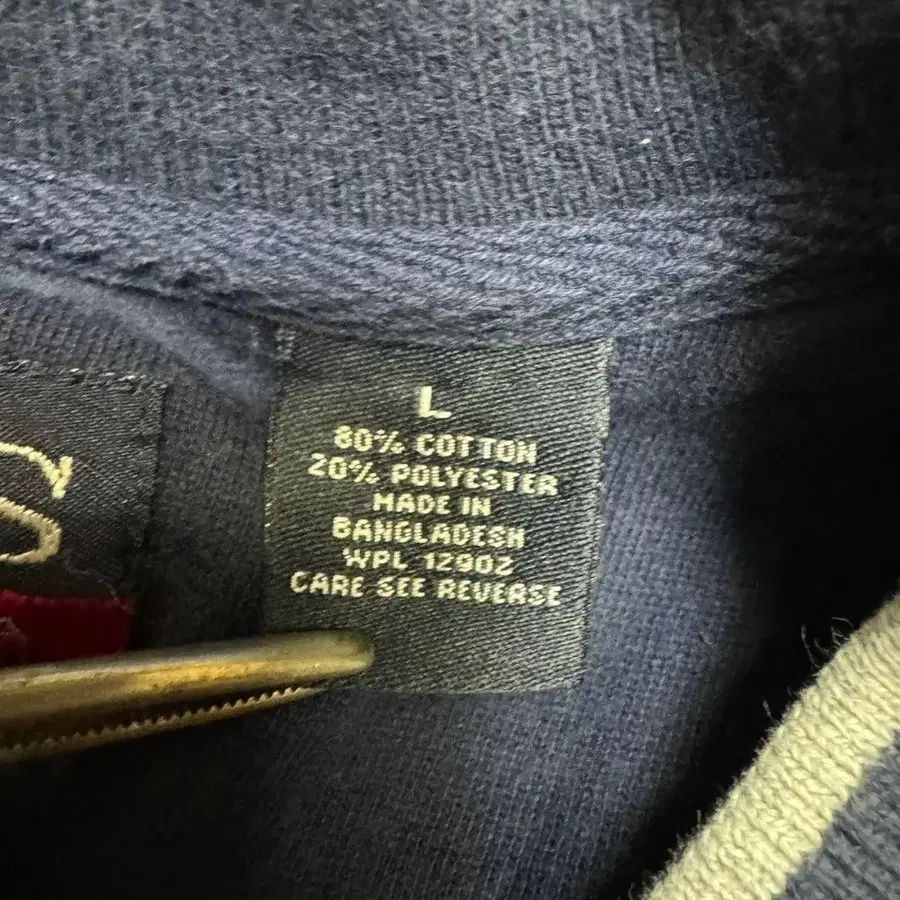 L
80% COTTON
20% POLYESTER
MADE IN
BANGLADESH
WPL 12902
CARE SEE REVERSE
S